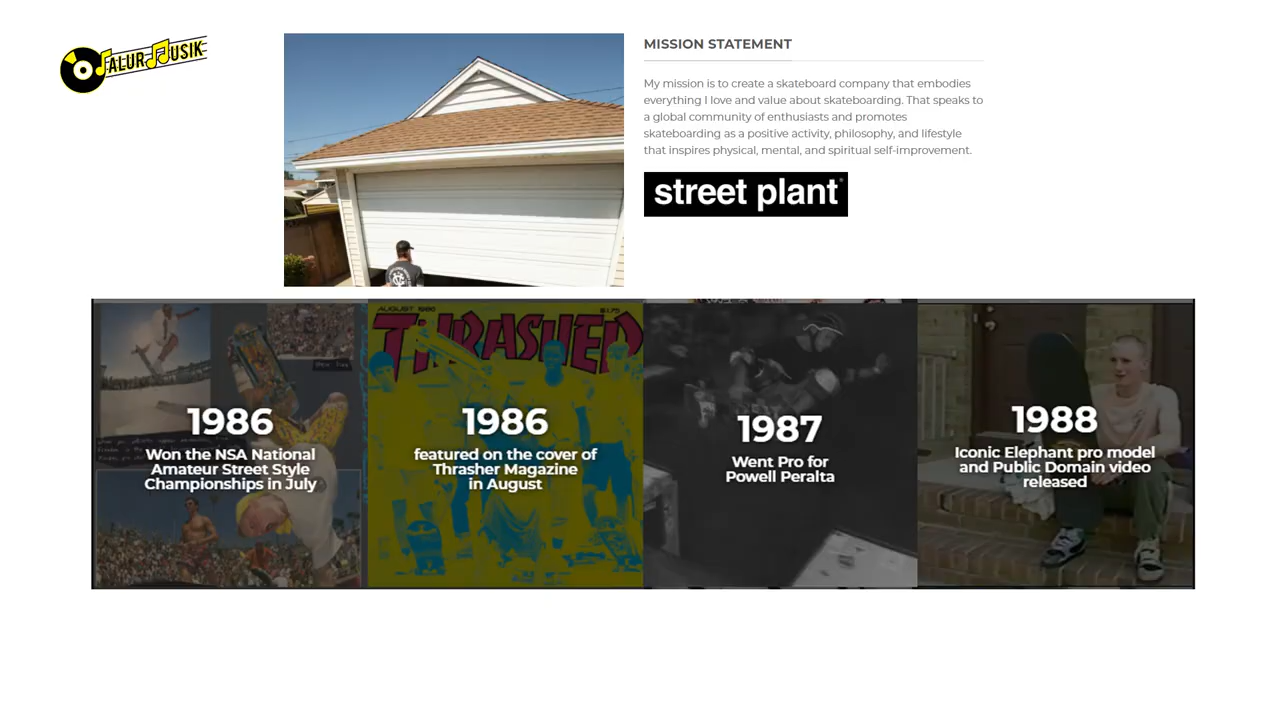 JALUR MUSIK
MISSION STATEMENT
My mission is to create a skateboard company that embodies
everything I love and value about skateboarding. That speaks to
a global community of enthusiasts and promotes
skateboarding as a positive activity, philosophy, and lifestyle
that inspires physical, mental, and spiritual self-improvement.
street plant
AUGUST 1986
$1.75
THRASHER
1986
Won the NSA National
Amateur Street Style
Championships in July
1986
featured on the cover of
Thrasher Magazine
in August
1987
Went Pro for
Powell Peralta
1988
Iconic Elephant pro model
and Public Domain video
released